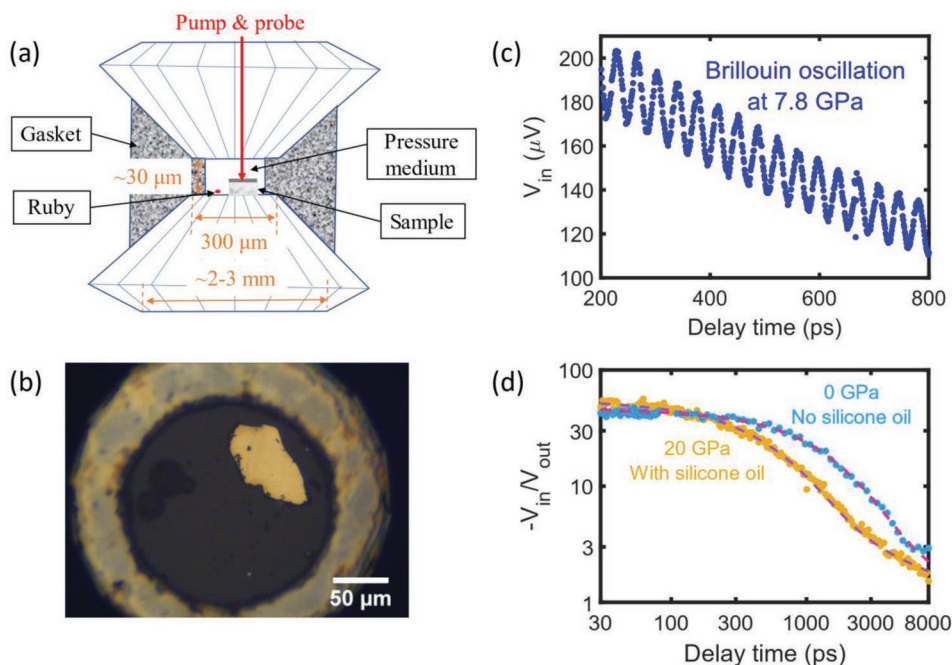 (a)
Pump & probe
Gasket
Pressure
medium
~30 μm
Ruby
Sample
300 μm
~2-3 mm
(b)
50 μm
(c)
Brillouin oscillation
at 7.8 GPa
V_in (μV)
200
180
160
140
120
100
200
400
600
800
Delay time (ps)
(d)
0 GPa
No silicone oil
20 GPa
With silicone oil
-V_in/V_out
100
30
10
3
1
30
100
300
1000
3000
8000
Delay time (ps)